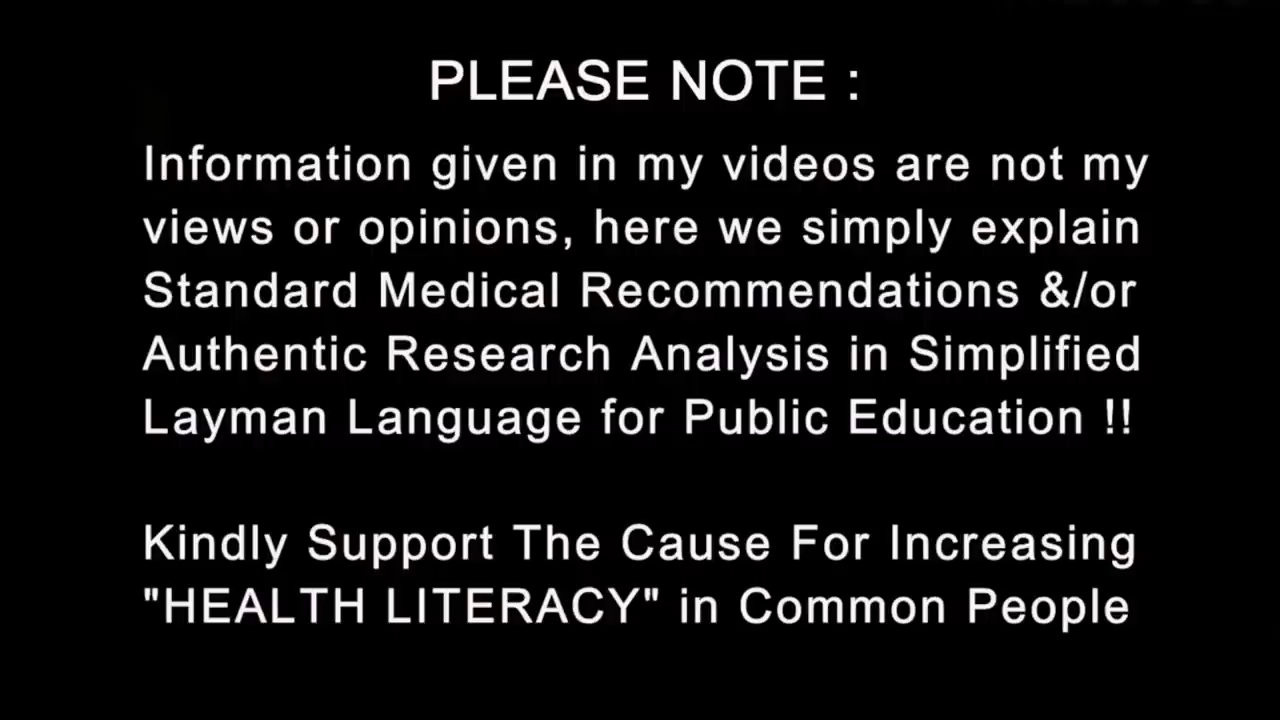 PLEASE NOTE :
Information given in my videos are not my
views or opinions, here we simply explain
Standard Medical Recommendations &/or
Authentic Research Analysis in Simplified
Layman Language for Public Education !!
Kindly Support The Cause For Increasing
"HEALTH LITERACY" in Common People